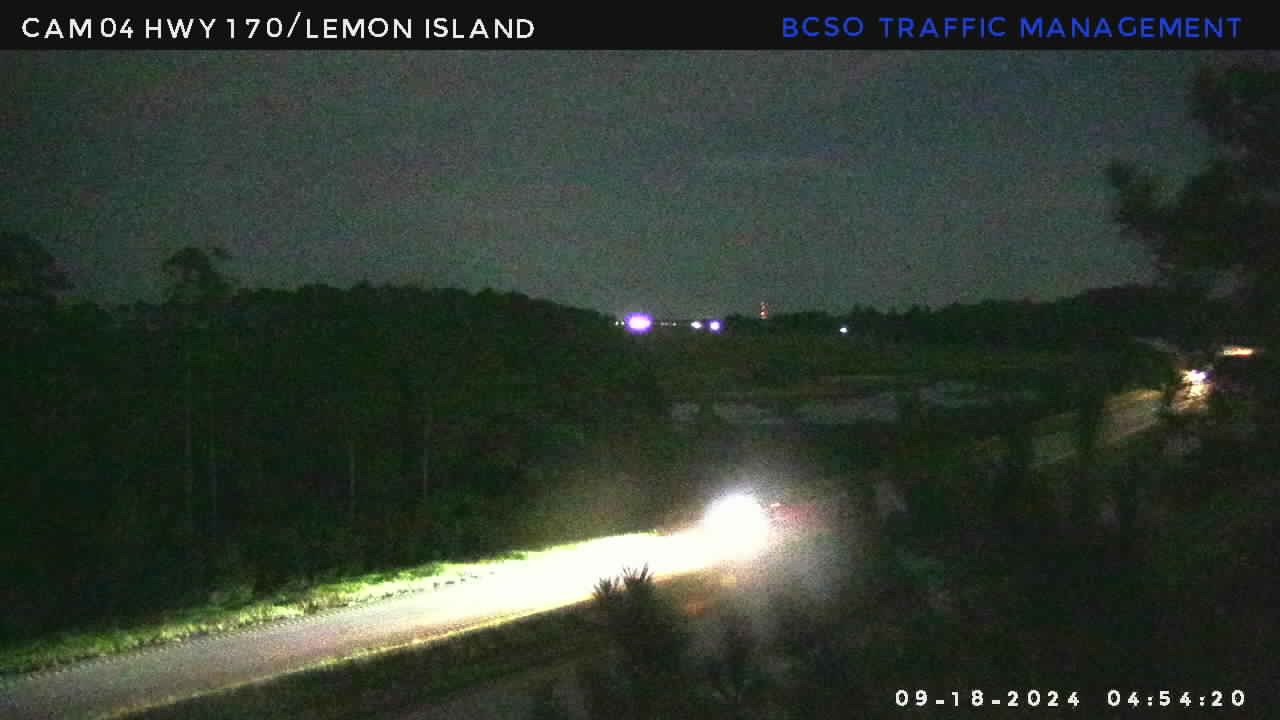 CAM04 HWY 170/LEMON ISLAND
BCSO TRAFFIC MANAGEMENT
09-18-2024 04:54:20